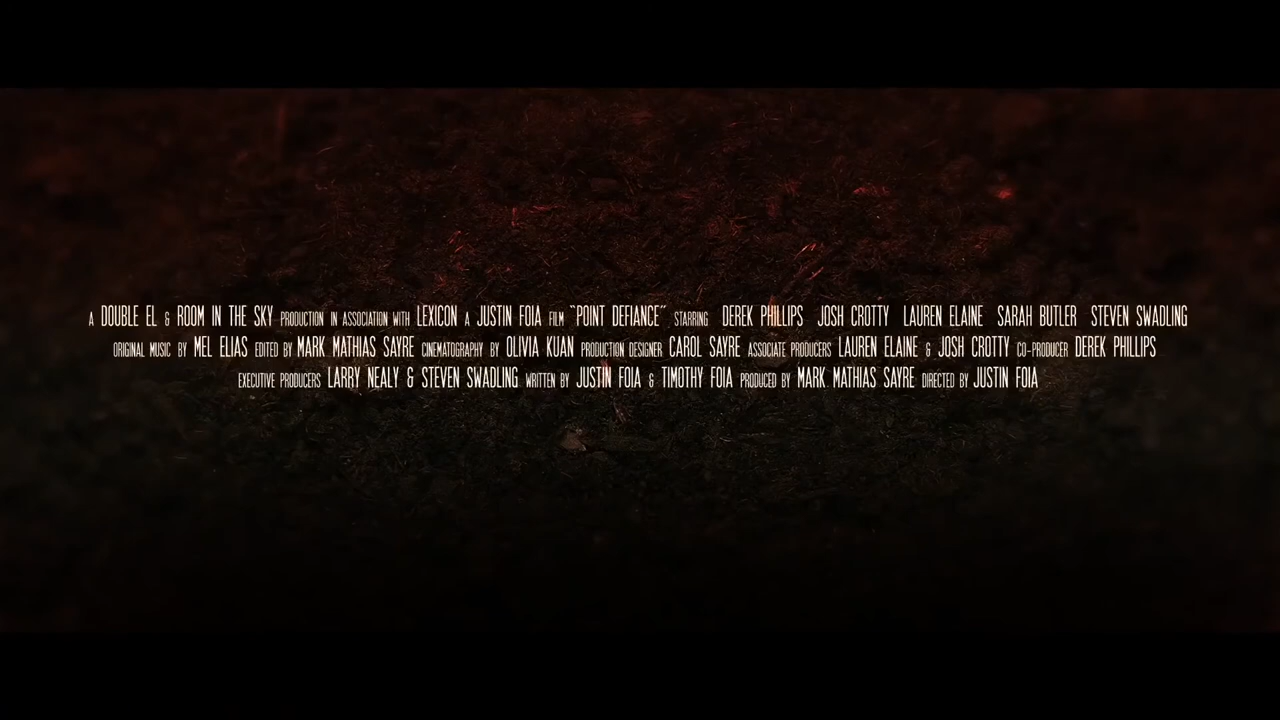 A DOUBLE EL & ROOM IN THE SKY PRODUCTION IN ASSOCIATION WITH LEXICON A JUSTIN FOIA FILM "POINT DEFIANCE" STARRING DEREK PHILLIPS JOSH CROTTY LAUREN ELAINE SARAH BUTLER STEVEN SWADLING
ORIGINAL MUSIC BY MEL ELIAS EDITED BY MARK MATHIAS SAYRE CINEMATOGRAPHY BY OLIVIA KUAN PRODUCTION DESIGNER CAROL SAYRE ASSOCIATE PRODUCERS LAUREN ELAINE & JOSH CROTTY CO-PRODUCER DEREK PHILLIPS
EXECUTIVE PRODUCERS LARRY NEALY & STEVEN SWADLING WRITTEN BY JUSTIN FOIA & TIMOTHY FOIA PRODUCED BY MARK MATHIAS SAYRE DIRECTED BY JUSTIN FOIA